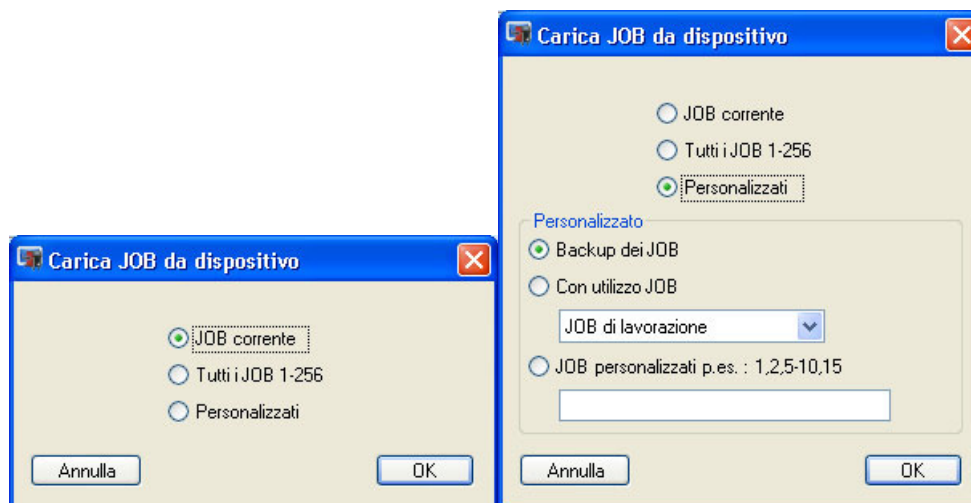 Carica JOB da dispositivo
JOB corrente
Tutti i JOB 1-256
Personalizzati
Annulla
OK
Carica JOB da dispositivo
JOB corrente
Tutti i JOB 1-256
Personalizzati
Personalizzato
Backup dei JOB
Con utilizzo JOB
JOB di lavorazione
JOB personalizzati p.es. : 1,2,5-10,15
Annulla
OK